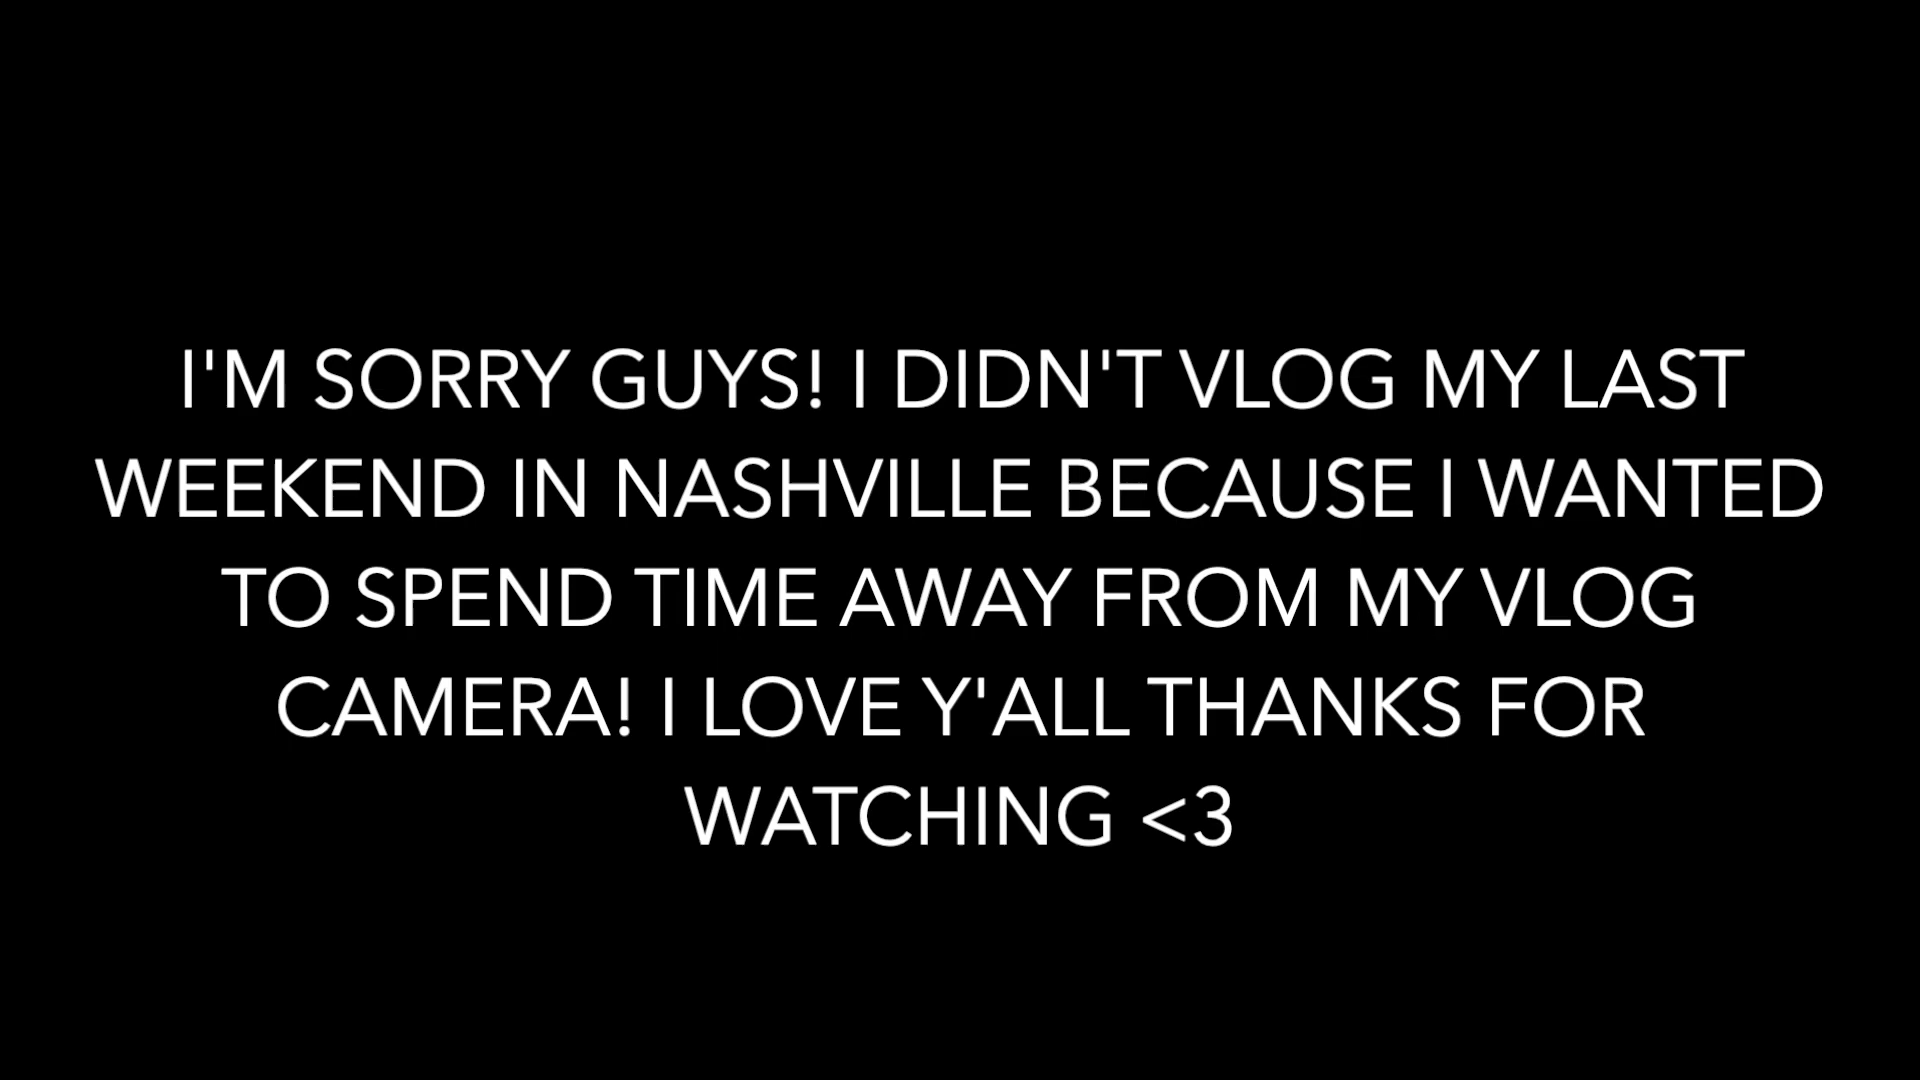 I'M SORRY GUYS! I DIDN'T VLOG MY LAST
WEEKEND IN NASHVILLE BECAUSE I WANTED
TO SPEND TIME AWAY FROM MY VLOG
CAMERA! I LOVE Y'ALL THANKS FOR
WATCHING <3